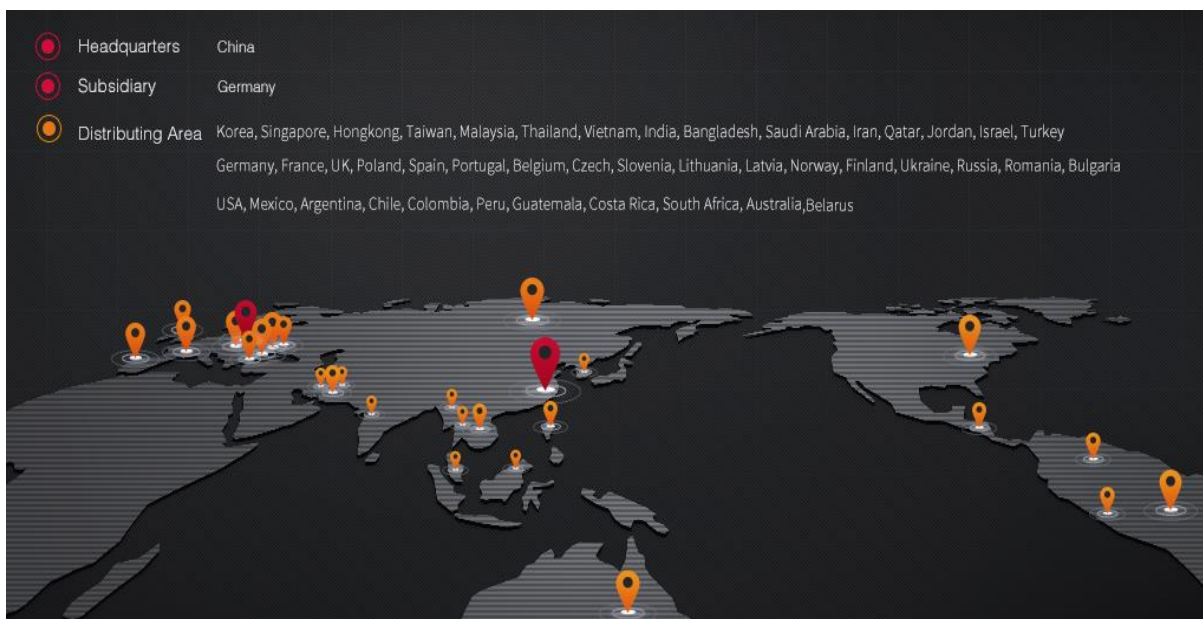 Headquarters China
Subsidiary Germany
Distributing Area Korea, Singapore, Hongkong, Taiwan, Malaysia, Thailand, Vietnam, India, Bangladesh, Saudi Arabia, Iran, Qatar, Jordan, Israel, Turkey
Germany, France, UK, Poland, Spain, Portugal, Belgium, Czech, Slovenia, Lithuania, Latvia, Norway, Finland, Ukraine, Russia, Romania, Bulgaria
USA, Mexico, Argentina, Chile, Colombia, Peru, Guatemala, Costa Rica, South Africa, Australia,Belarus